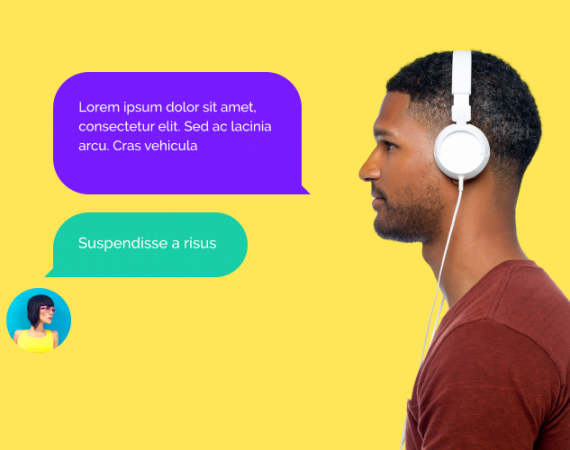 Lorem ipsum dolor sit amet,
consectetur elit. Sed ac lacinia
arcu. Cras vehicula
Suspendisse a risus